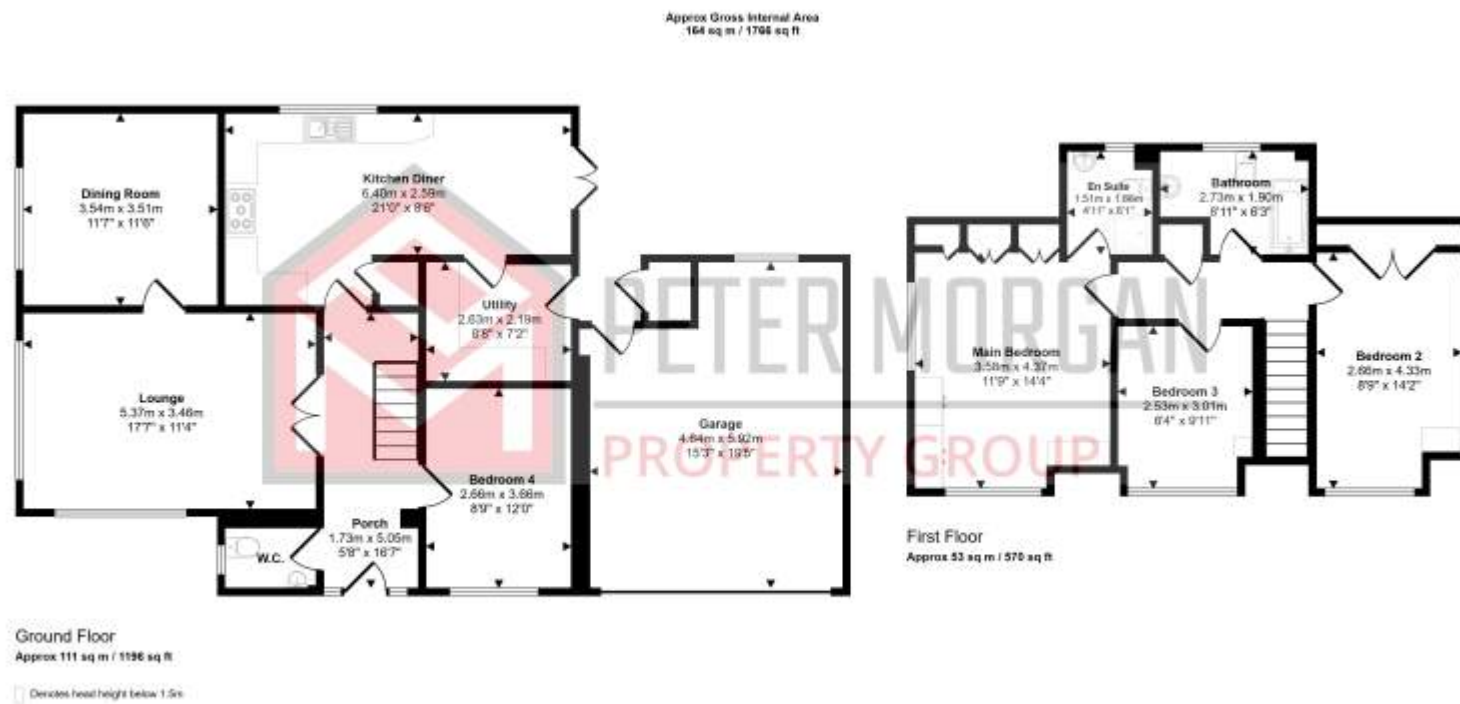 Approx Gross Internal Area
164 sq m / 1766 sq ft
Dining Room
3.54m x 3.51m
11'7" x 11'6"
Kitchen Diner
6.40m x 2.59m
21'0" x 8'6"
Utility
2.63m x 2.19m
8'8" x 7'2"
Lounge
5.37m x 3.46m
17'7" x 11'4"
Bedroom 4
2.66m x 3.66m
8'9" x 12'0"
Porch
1.73m x 5.05m
5'8" x 16'7"
W.C.
Garage
4.64m x 5.92m
15'3" x 19'5"
PETER MORGAN
PROPERTY GROUP
En Suite
1.51m x 1.86m
4'11" x 6'1"
Bathroom
2.73m x 1.90m
8'11" x 6'3"
Main Bedroom
3.58m x 4.37m
11'9" x 14'4"
Bedroom 3
2.53m x 3.01m
8'4" x 9'11"
Bedroom 2
2.66m x 4.33m
8'9" x 14'2"
First Floor
Approx 53 sq m / 570 sq ft
Ground Floor
Approx 111 sq m / 1196 sq ft
Denotes head height below 1.5m